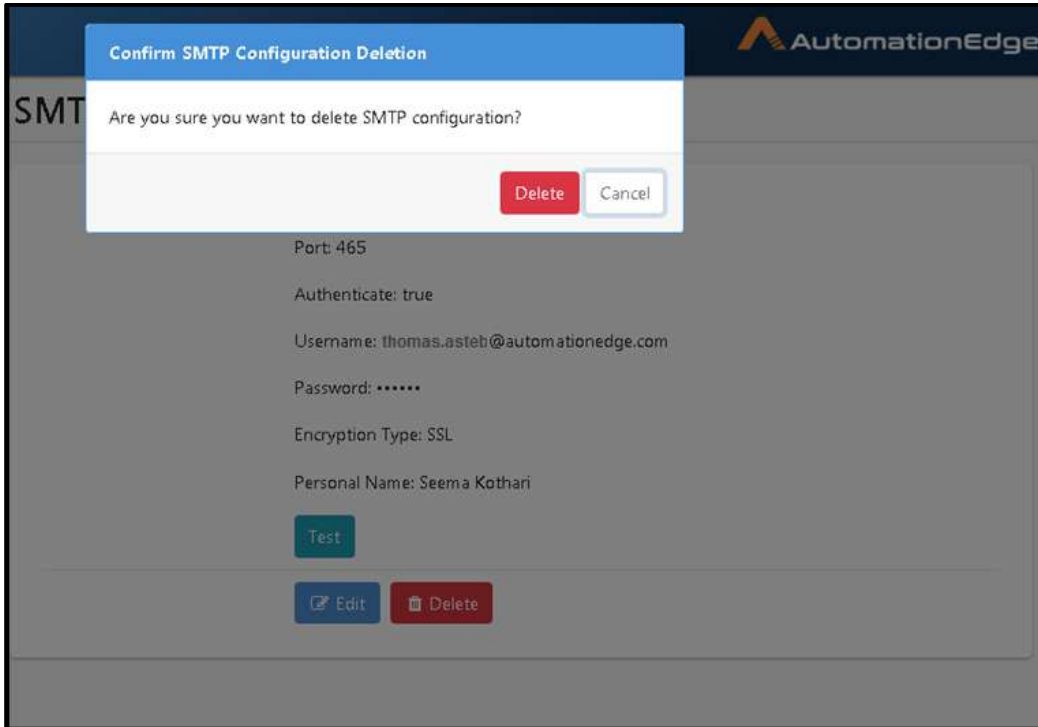 Confirm SMTP Configuration Deletion
AutomationEdge
SMT
Are you sure you want to delete SMTP configuration?
Delete Cancel
Port: 465
Authenticate: true
Username: thomas.asteb@automationedge.com
Password: ••••••
Encryption Type: SSL
Personal Name: Seema Kothari
Test
Edit Delete